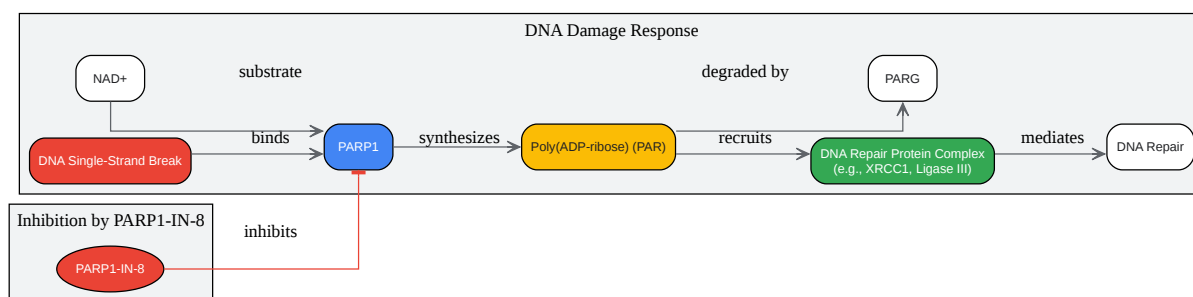 DNA Damage Response
NAD+
substrate
degraded by
PARG
DNA Single-Strand Break
binds
PARP1
synthesizes
Poly(ADP-ribose) (PAR)
recruits
DNA Repair Protein Complex
(e.g., XRCC1, Ligase III)
mediates
DNA Repair
Inhibition by PARP1-IN-8
inhibits
PARP1-IN-8